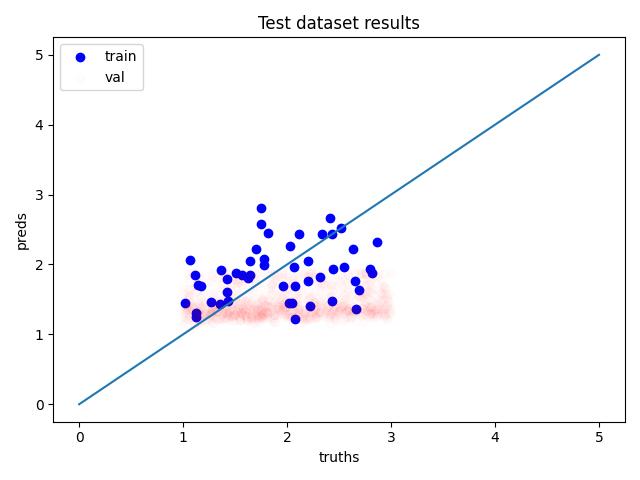 Test dataset results
train
val
5
4
3
2
1
0
preds
0 1 2 3 4 5
truths